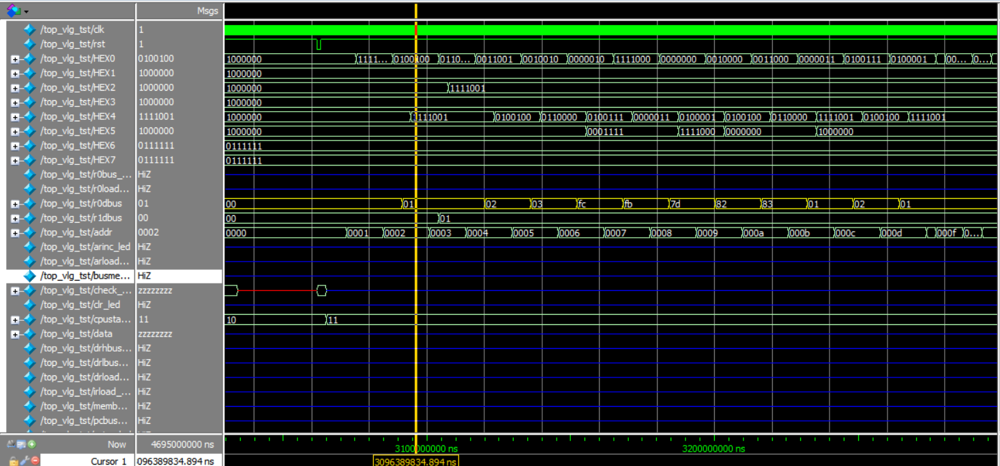 Msgs
/top_vlg_tst/clk 1
/top_vlg_tst/rst 1
/top_vlg_tst/HEX0 0100100 1000000 1111... 0100100 0110... 0011001 0010010 0000010 1111000 0000000 0010000 0011000 0000011 0100111 0100001 00... 0...
/top_vlg_tst/HEX1 1000000 1000000
/top_vlg_tst/HEX2 1000000 1000000 1111001
/top_vlg_tst/HEX3 1000000 1000000
/top_vlg_tst/HEX4 1111001 1000000 1111001 0100100 0110000 0100111 0000011 0100001 0100100 0110000 1111001 0100100 1111001
/top_vlg_tst/HEX5 1000000 1000000 0001111 1111000 0000000 1000000
/top_vlg_tst/HEX6 0111111 0111111
/top_vlg_tst/HEX7 0111111 0111111
/top_vlg_tst/r0bus_... HiZ
/top_vlg_tst/r0load... HiZ
/top_vlg_tst/r0dbus 01 00 01 02 03 fc fb 7d 82 83 01 02 01
/top_vlg_tst/r1dbus 00 00 01
/top_vlg_tst/addr 0002 0000 0001 0002 0003 0004 0005 0006 0007 0008 0009 000a 000b 000c 000d 000f 0...
/top_vlg_tst/arinc_led HiZ
/top_vlg_tst/arload... HiZ
/top_vlg_tst/busme... HiZ
/top_vlg_tst/check_... zzzzzzzz
/top_vlg_tst/clr_led HiZ
/top_vlg_tst/cpusta... 11 10 11
/top_vlg_tst/data zzzzzzzz
/top_vlg_tst/drhbus... HiZ
/top_vlg_tst/drlbus... HiZ
/top_vlg_tst/drload... HiZ
/top_vlg_tst/irload_... HiZ
/top_vlg_tst/memb... HiZ
/top_vlg_tst/pcbus... HiZ
Now 4695000000 ns 3100000000 ns 3200000000 ns
Cursor 1 096389834.894 ns 3096389834.894 ns